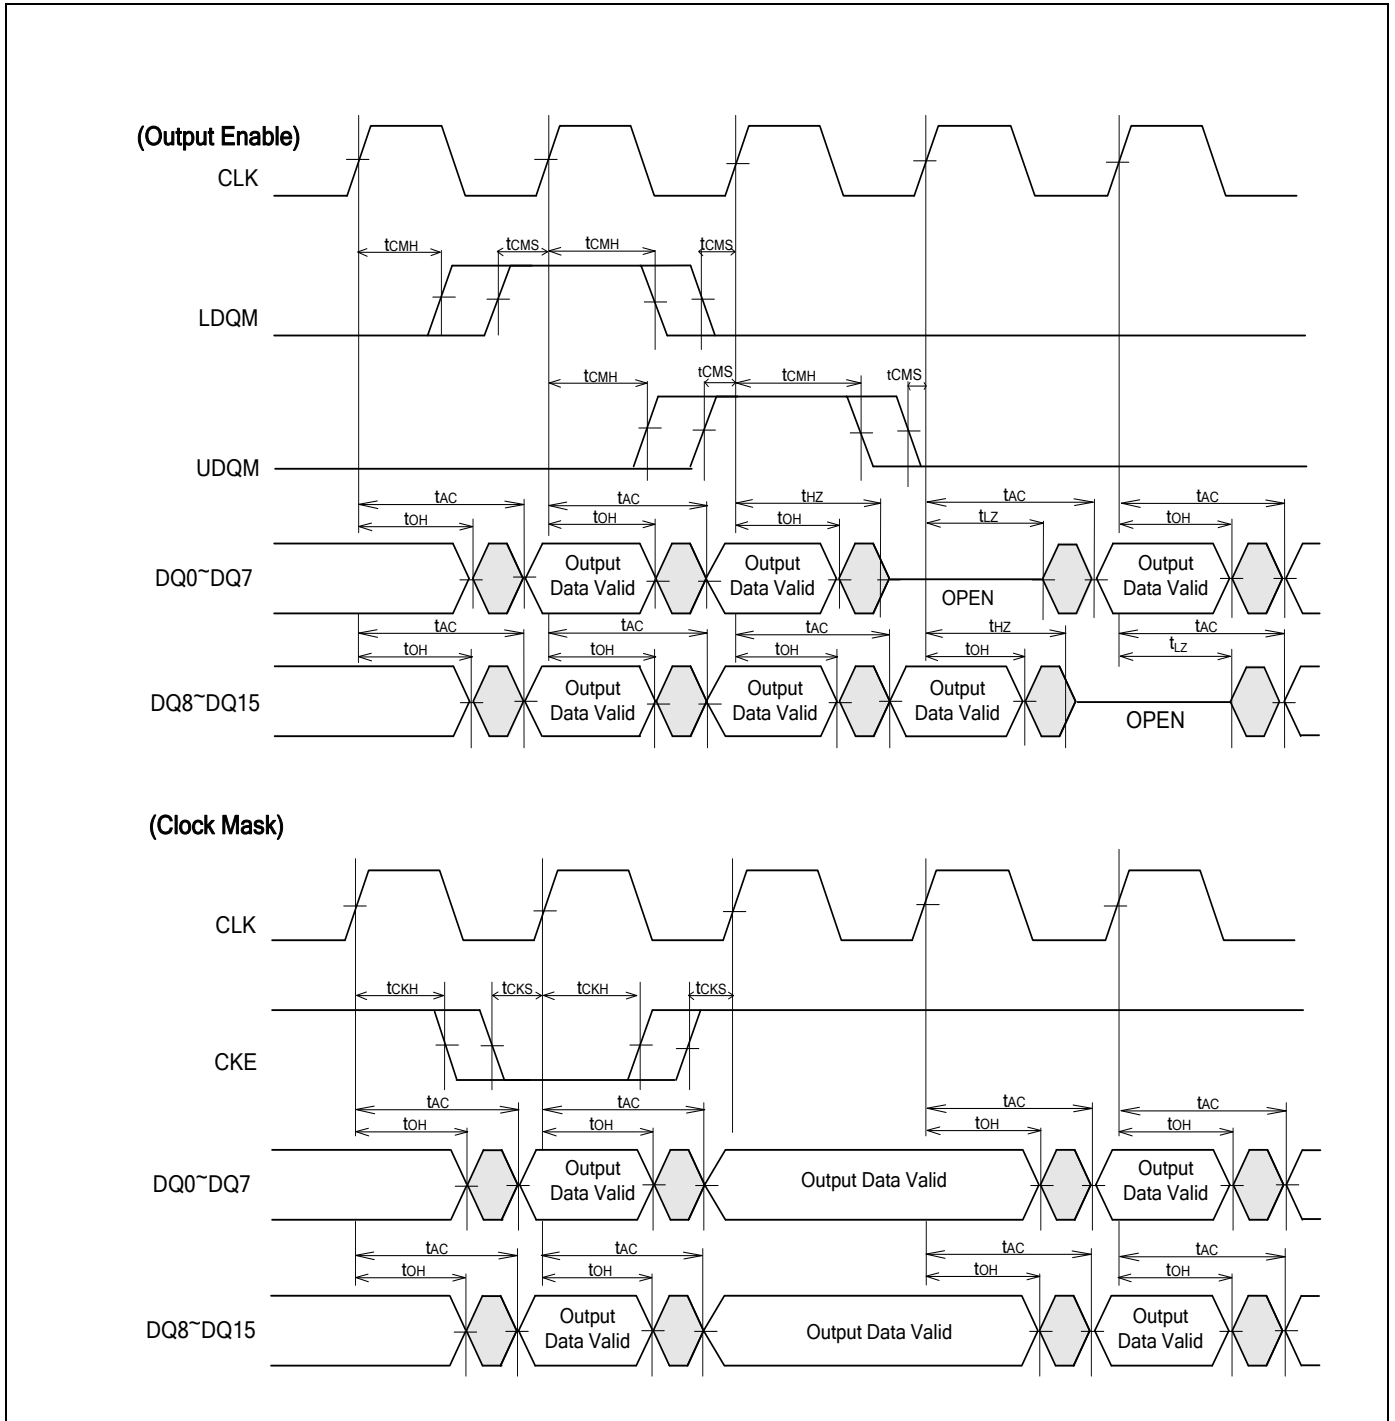 (Output Enable)
CLK
tCMH tCMS tCMH tCMS
LDQM
tCMH tCMS tCMH tCMS
UDQM
tAC tAC tHZ tAC tAC
tOH tOH tOH tLZ tOH
DQ0~DQ7
Output Data Valid
Output Data Valid
OPEN
Output Data Valid
tAC tAC tAC tHZ tAC
tOH tOH tOH tOH tLZ
DQ8~DQ15
Output Data Valid
Output Data Valid
Output Data Valid
OPEN
(Clock Mask)
CLK
tCKH tCKS tCKH tCKS
CKE
tAC tAC tAC tAC
tOH tOH tOH tOH
DQ0~DQ7
Output Data Valid
Output Data Valid
Output Data Valid
tAC tAC tAC tAC
tOH tOH tOH tOH
DQ8~DQ15
Output Data Valid
Output Data Valid
Output Data Valid